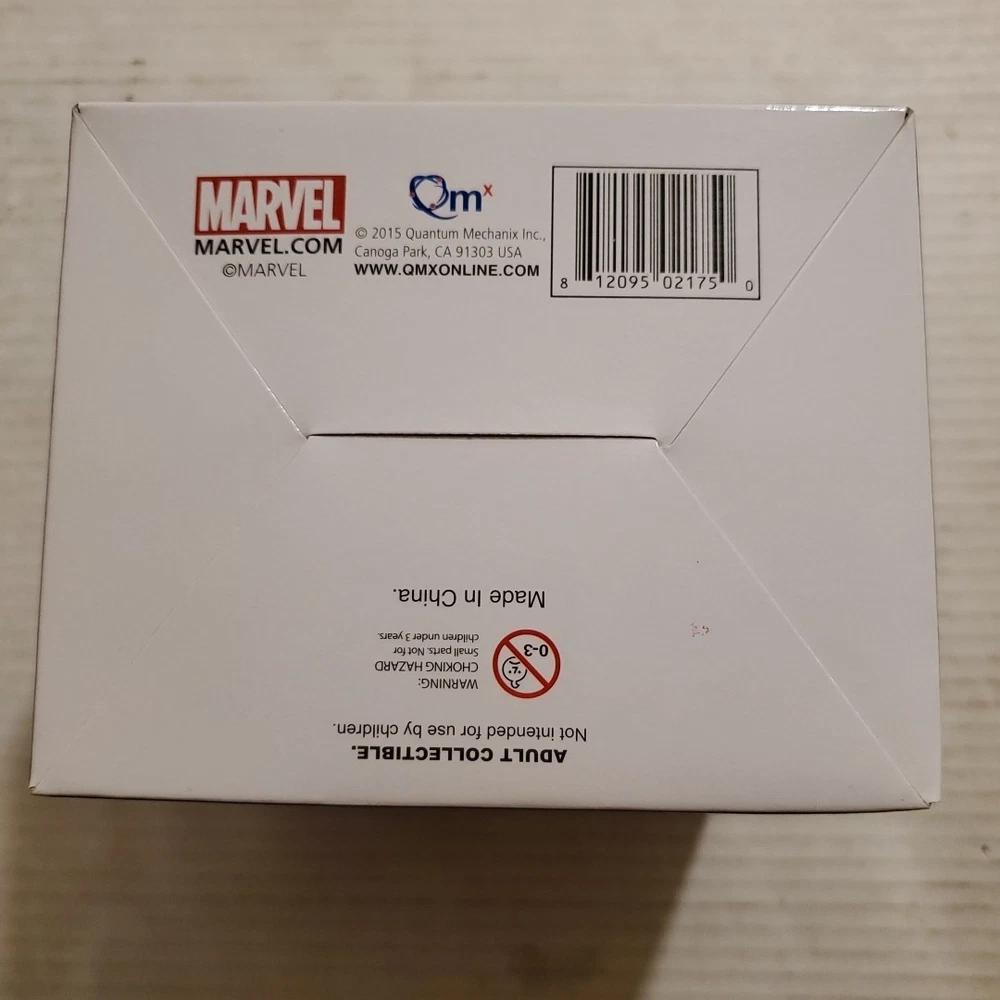 MARVEL
MARVEL.COM
©MARVEL
Qmx
© 2015 Quantum Mechanix Inc.,
Canoga Park, CA 91303 USA
WWW.QMXONLINE.COM
8 12095 02175 0
ADULT COLLECTIBLE.
Not intended for use by children.
0-3
WARNING:
CHOKING HAZARD
Small parts. Not for
children under 3 years.
Made In China.